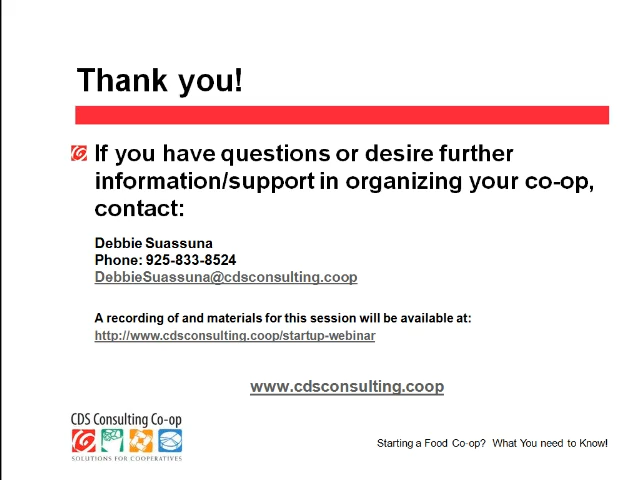 Thank you!
If you have questions or desire further
information/support in organizing your co-op,
contact:
Debbie Suassuna
Phone: 925-833-8524
DebbieSuassuna@cdsconsulting.coop
A recording of and materials for this session will be available at:
http://www.cdsconsulting.coop/startup-webinar
www.cdsconsulting.coop
CDS Consulting Co-op
SOLUTIONS FOR COOPERATIVES
Starting a Food Co-op? What You need to Know!